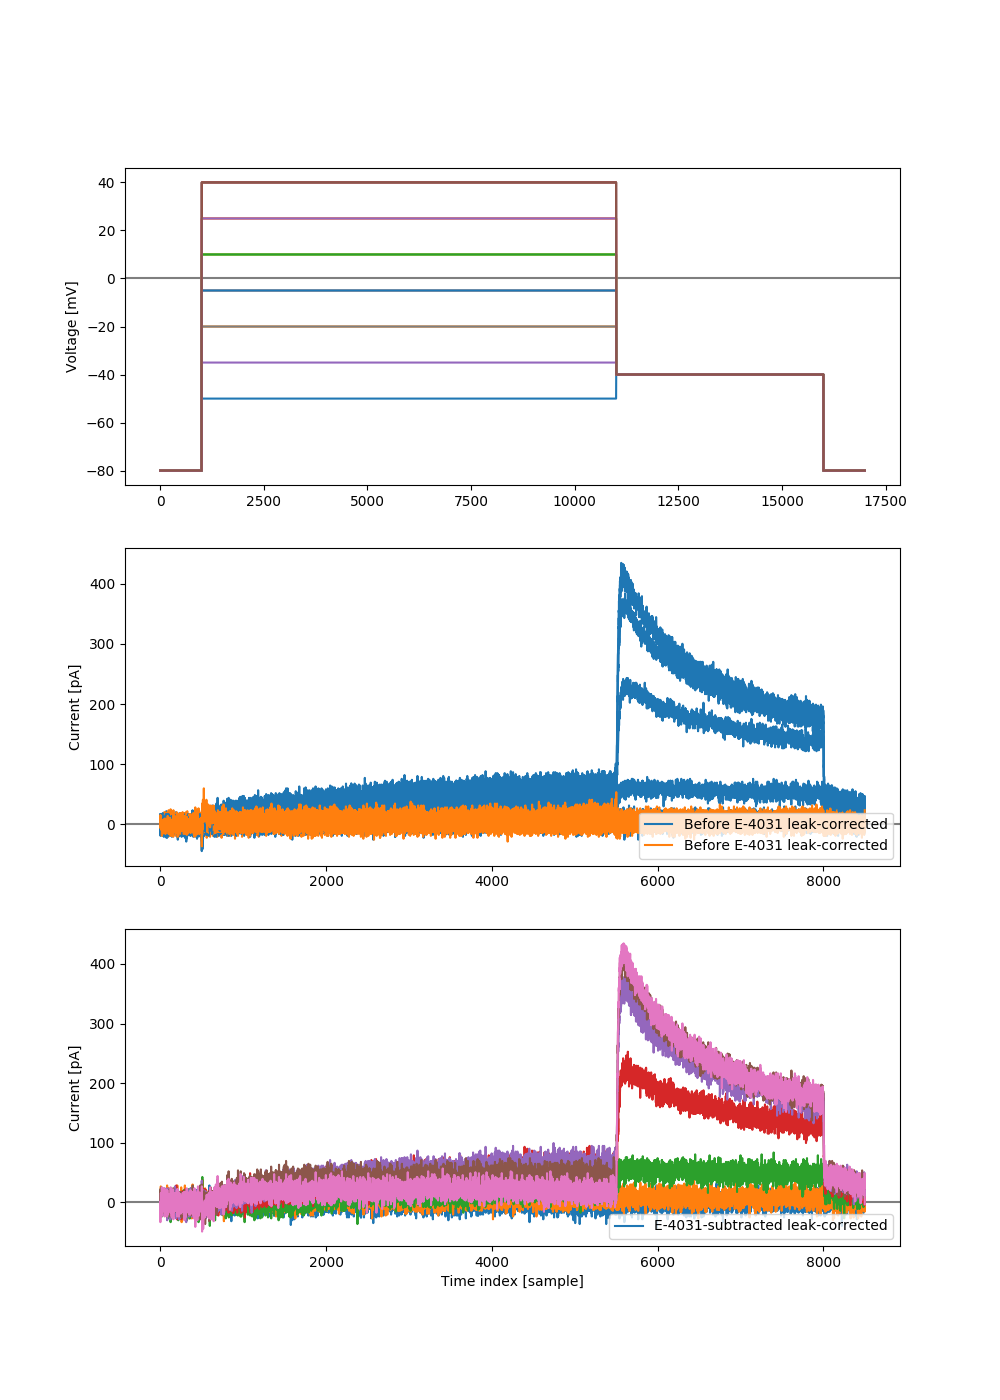 40
20
0
−20
−40
−60
−80
Voltage [mV]
0 2500 5000 7500 10000 12500 15000 17500
400
300
200
100
0
Current [pA]
Before E-4031 leak-corrected
Before E-4031 leak-corrected
0 2000 4000 6000 8000
400
300
200
100
0
Current [pA]
E-4031-subtracted leak-corrected
0 2000 4000 6000 8000
Time index [sample]